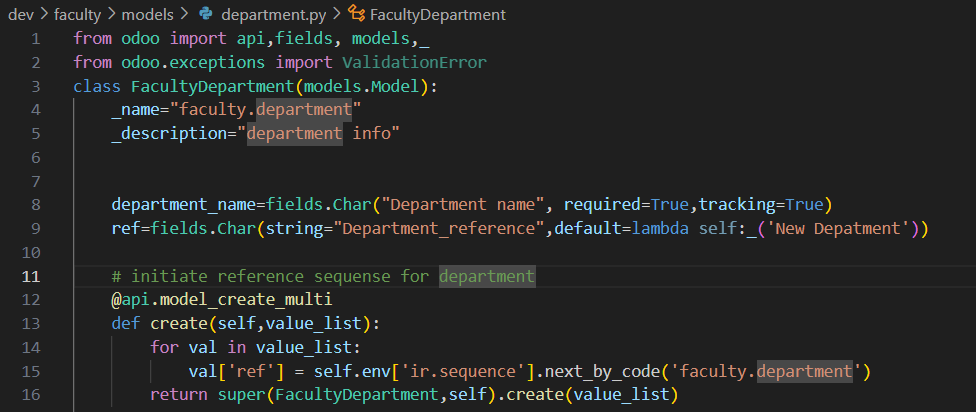 dev > faculty > models > department.py > FacultyDepartment
1 from odoo import api,fields, models,_
2 from odoo.exceptions import ValidationError
3 class FacultyDepartment(models.Model):
4     _name="faculty.department"
5     _description="department info"
6
7
8     department_name=fields.Char("Department name", required=True,tracking=True)
9     ref=fields.Char(string="Department_reference",default=lambda self:_('New Depatment'))
10
11     # initiate reference sequense for department
12     @api.model_create_multi
13     def create(self,value_list):
14         for val in value_list:
15             val['ref'] = self.env['ir.sequence'].next_by_code('faculty.department')
16         return super(FacultyDepartment,self).create(value_list)